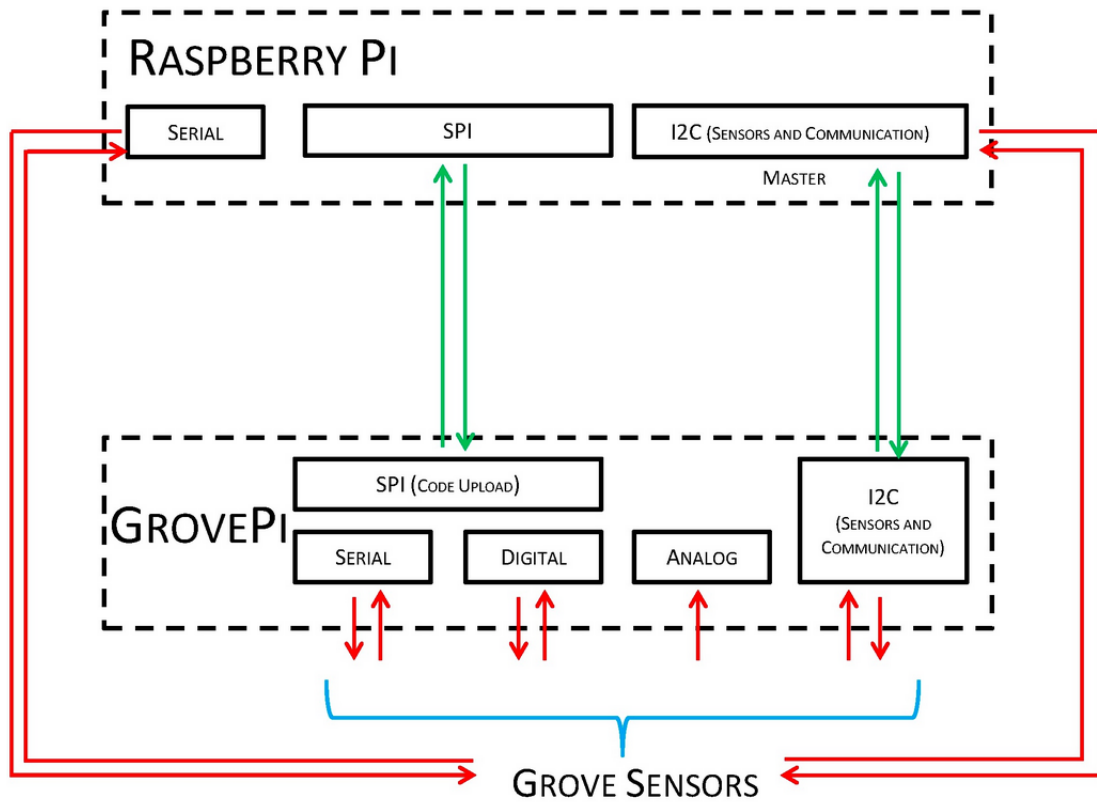 Raspberry Pi
Serial
SPI
I2C (Sensors and Communication)
Master
SPI (Code Upload)
I2C
(Sensors and
Communication)
GrovePi
Serial
Digital
Analog
Grove Sensors